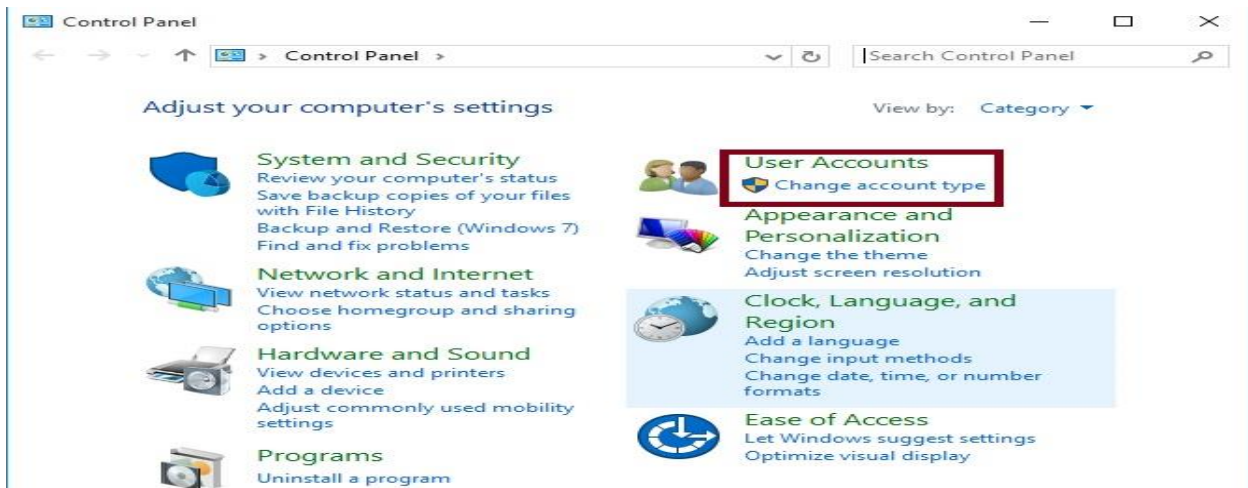 Control Panel
Control Panel
Search Control Panel
Adjust your computer's settings
View by: Category
System and Security
Review your computer's status
Save backup copies of your files
with File History
Backup and Restore (Windows 7)
Find and fix problems
Network and Internet
View network status and tasks
Choose homegroup and sharing
options
Hardware and Sound
View devices and printers
Add a device
Adjust commonly used mobility
settings
Programs
Uninstall a program
User Accounts
Change account type
Appearance and
Personalization
Change the theme
Adjust screen resolution
Clock, Language, and
Region
Add a language
Change input methods
Change date, time, or number
formats
Ease of Access
Let Windows suggest settings
Optimize visual display